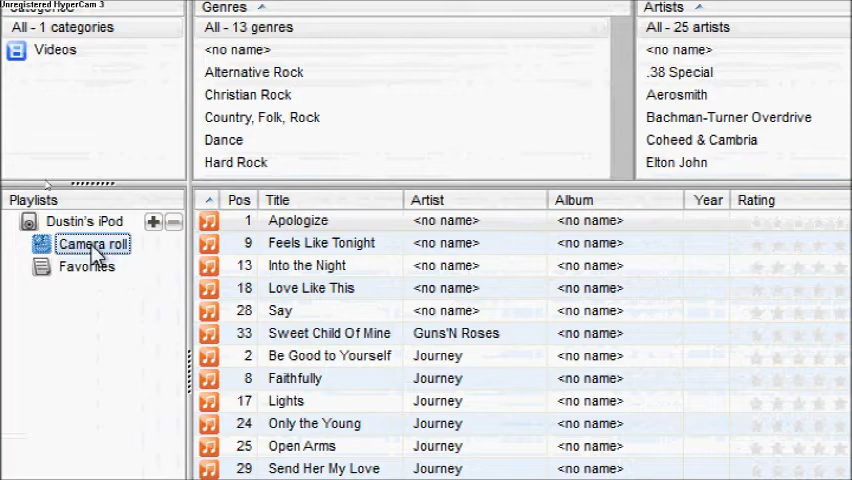 Unregistered HyperCam 3
Categories
All - 1 categories
Videos
Genres
All - 13 genres
<no name>
Alternative Rock
Christian Rock
Country, Folk, Rock
Dance
Hard Rock
Artists
All - 25 artists
<no name>
.38 Special
Aerosmith
Bachman-Turner Overdrive
Coheed & Cambria
Elton John
Playlists
Dustin's iPod
Camera roll
Favorites
Pos Title Artist Album Year Rating
1 Apologize <no name> <no name>
9 Feels Like Tonight <no name> <no name>
13 Into the Night <no name> <no name>
18 Love Like This <no name> <no name>
28 Say <no name> <no name>
33 Sweet Child Of Mine Guns'N Roses <no name>
2 Be Good to Yourself Journey <no name>
8 Faithfully Journey <no name>
17 Lights Journey <no name>
24 Only the Young Journey <no name>
25 Open Arms Journey <no name>
29 Send Her My Love Journey <no name>